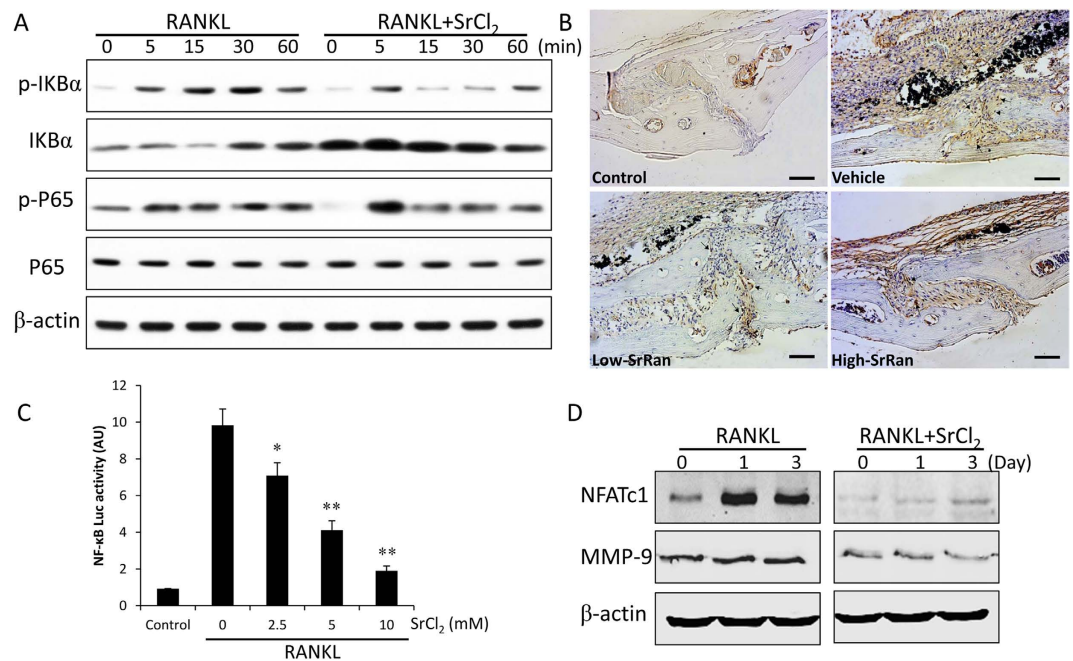 A
RANKL RANKL+SrCl2
0 5 15 30 60 0 5 15 30 60 (min)
p-IKBα
IKBα
p-P65
P65
β-actin
B
Control Vehicle
Low-SrRan High-SrRan
C
NF-κB Luc activity (AU)
12
10
8
6
4
2
0
*
**
**
Control 0 2.5 5 10 SrCl2 (mM)
RANKL
D
RANKL RANKL+SrCl2
0 1 3 0 1 3 (Day)
NFATc1
MMP-9
β-actin